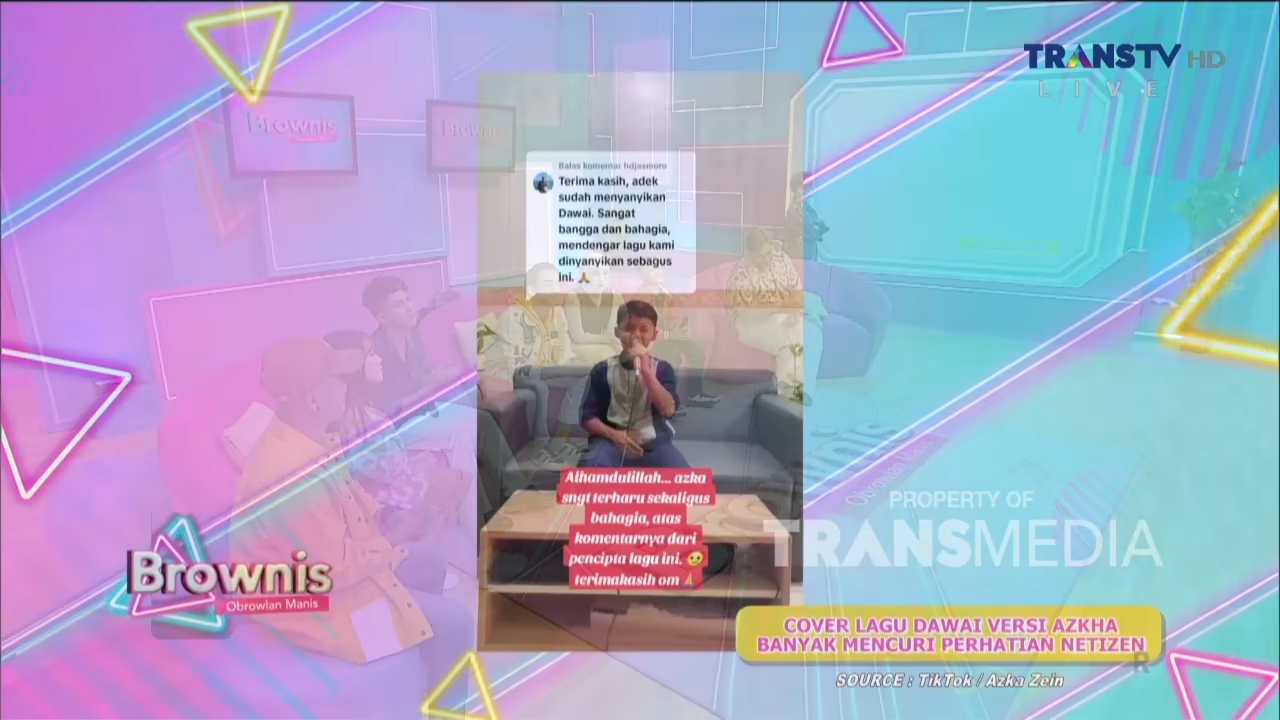 TRANSTV HD
LIVE
Brownis
Brownis
Balas komentar hdjasmoro
Terima kasih, adek
sudah menyanyikan
Dawai. Sangat
bangga dan bahagia,
mendengar lagu kami
dinyanyikan sebagus
ini. 🙏
Alhamdulillah... azka
sngt terharu sekaligus
bahagia, atas
komentarnya dari
pencipta lagu ini. 🥲
terimakasih om🙏
Obrowlan Manis
PROPERTY OF
TRANSMEDIA
Brownis
Obrowlan Manis
COVER LAGU DAWAI VERSI AZKHA
BANYAK MENCURI PERHATIAN NETIZEN
R
SOURCE : TikTok / Azka Zein